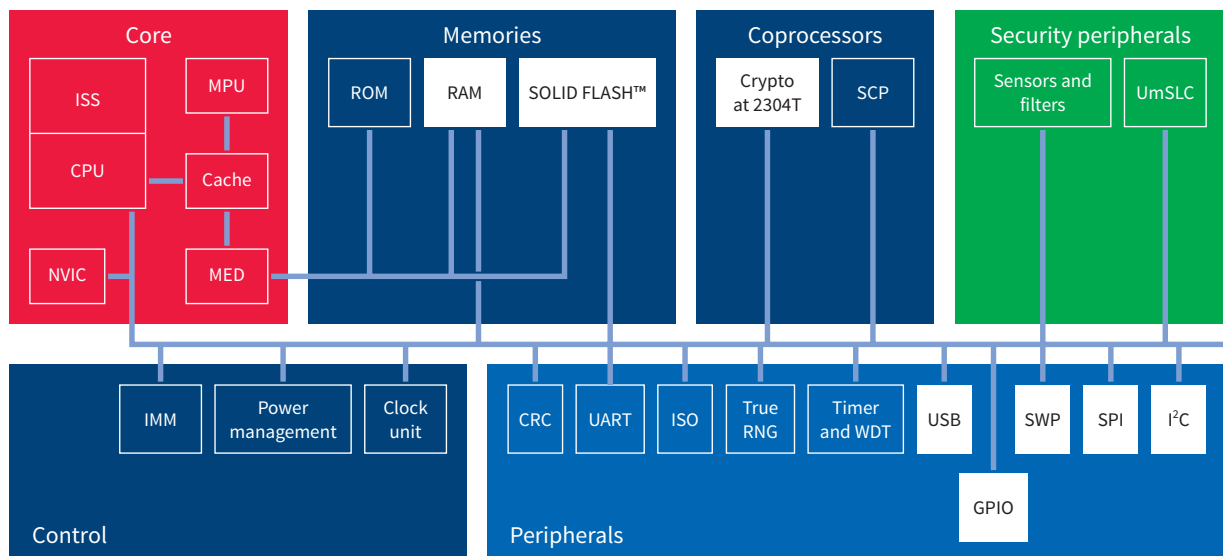 Core
ISS
CPU
MPU
Cache
NVIC
MED
Memories
ROM
RAM
SOLID FLASH™
Coprocessors
Crypto
at 2304T
SCP
Security peripherals
Sensors and
filters
UmSLC
IMM
Power
management
Clock
unit
Control
CRC
UART
ISO
True
RNG
Timer
and WDT
USB
SWP
SPI
I²C
GPIO
Peripherals